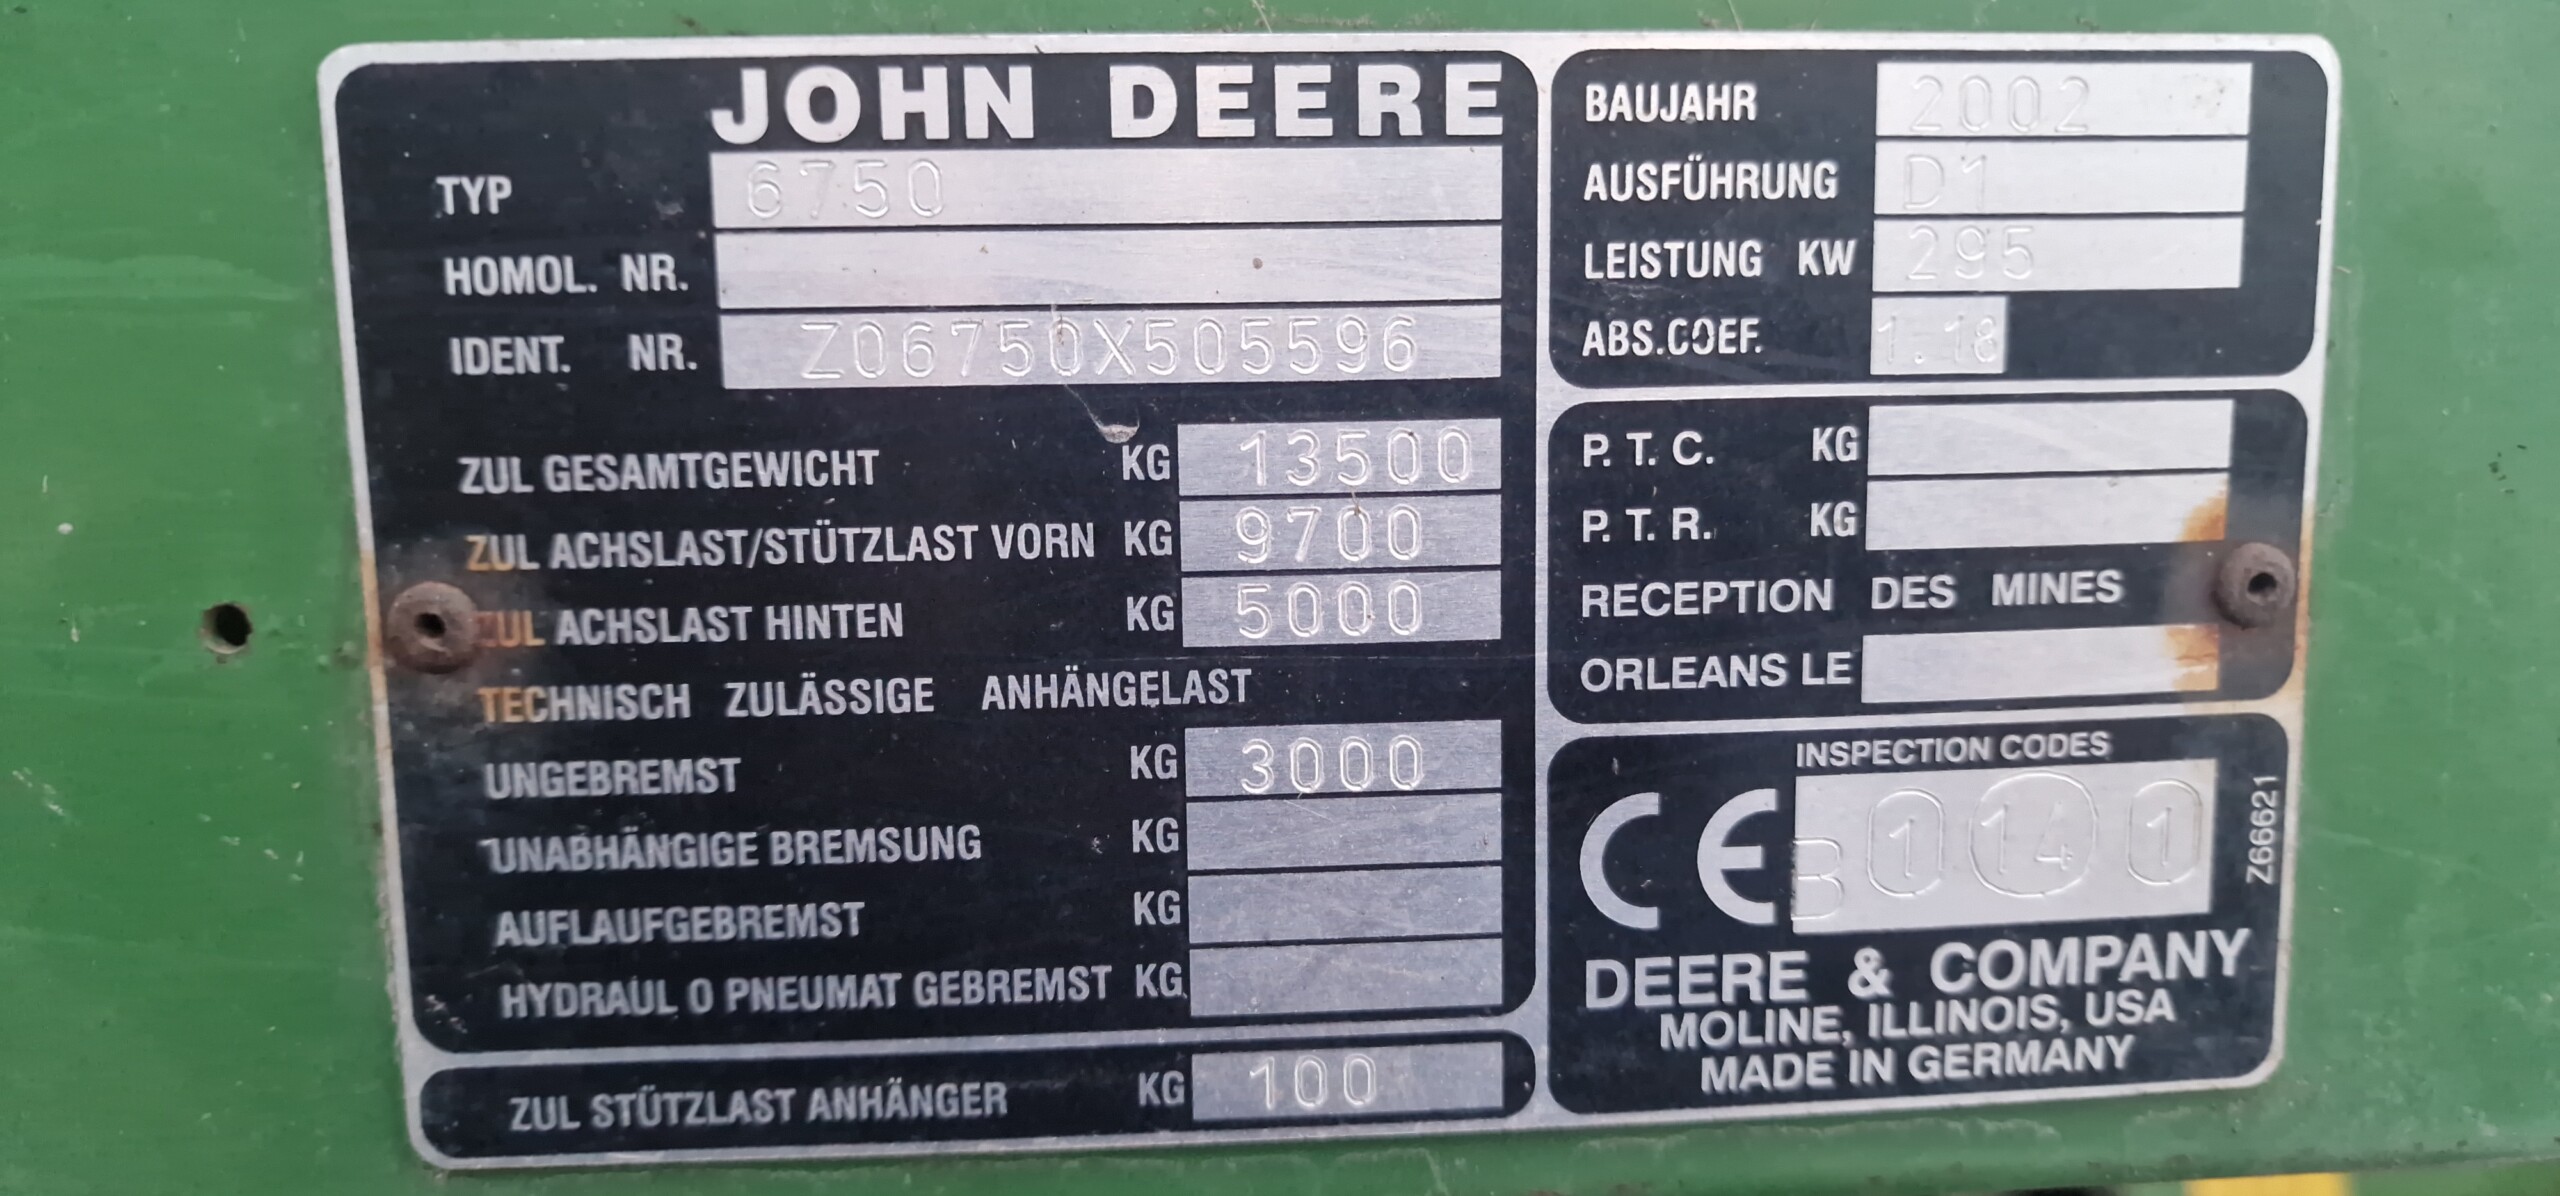 JOHN DEERE
TYP 6750
HOMOL. NR.
IDENT. NR. Z06750X505596
ZUL GESAMTGEWICHT KG 13500
ZUL ACHSLAST/STÜTZLAST VORN KG 9700
ZUL ACHSLAST HINTEN KG 5000
TECHNISCH ZULÄSSIGE ANHÄNGELAST
UNGEBREMST KG 3000
UNABHÄNGIGE BREMSUNG KG
AUFLAUFGEBREMST KG
HYDRAUL O PNEUMAT GEBREMST KG
ZUL STÜTZLAST ANHÄNGER KG 100
BAUJAHR 2002
AUSFÜHRUNG D1
LEISTUNG KW 295
ABS.COEF. 1.18
P. T. C. KG
P. T. R. KG
RECEPTION DES MINES
ORLEANS LE
INSPECTION CODES
CE B 1 14 1
Z66621
DEERE & COMPANY
MOLINE, ILLINOIS, USA
MADE IN GERMANY